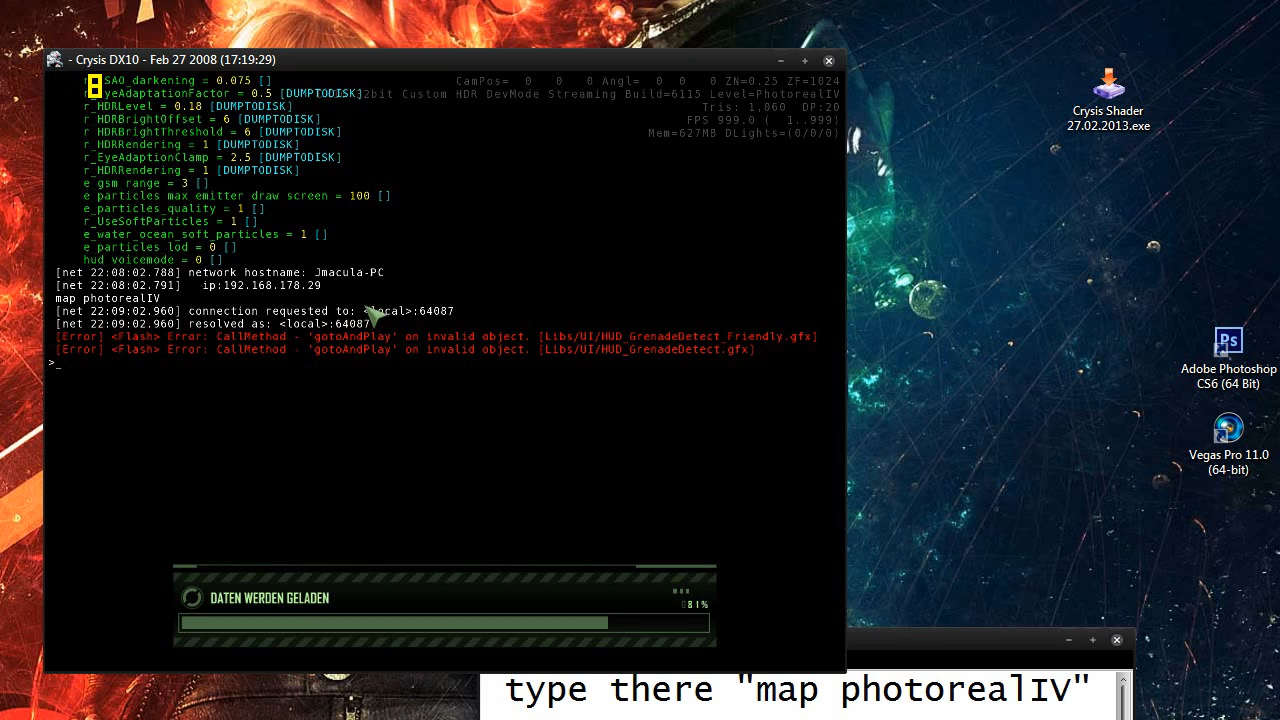 - Crysis DX10 - Feb 27 2008 (17:19:29)
SAO_darkening = 0.075 []
EyeAdaptationFactor = 0.5 [DUMPTODISK]
r_HDRLevel = 0.18 [DUMPTODISK]
r_HDRBrightOffset = 6 [DUMPTODISK]
r_HDRBrightThreshold = 6 [DUMPTODISK]
r_HDRRendering = 1 [DUMPTODISK]
r_EyeAdaptionClamp = 2.5 [DUMPTODISK]
r_HDRRendering = 1 [DUMPTODISK]
e_gsm_range = 3 []
e_particles_max_emitter_draw_screen = 100 []
e_particles_quality = 1 []
r_UseSoftParticles = 1 []
e_water_ocean_soft_particles = 1 []
e_particles_lod = 0 []
hud_voicemode = 0 []
[net 22:08:02.788] network hostname: Jmacula-PC
[net 22:08:02.791]   ip:192.168.178.29
map photorealIV
[net 22:09:02.960] connection requested to: <local>:64087
[net 22:09:02.960] resolved as: <local>:64087
[Error] <Flash> Error: CallMethod - 'gotoAndPlay' on invalid object. [Libs/UI/HUD_GrenadeDetect_Friendly.gfx]
[Error] <Flash> Error: CallMethod - 'gotoAndPlay' on invalid object. [Libs/UI/HUD_GrenadeDetect.gfx]
>_
CamPos= 0 0 0 Angl= 0 0 0 ZN=0.25 ZF=1024
2bit Custom HDR DevMode Streaming Build=6115 Level=PhotorealIV
Tris: 1,060 DP:20
FPS 999.0 ( 1..999)
Mem=627MB DLights=(0/0/0)
DATEN WERDEN GELADEN
81%
Crysis Shader
27.02.2013.exe
Ps
Adobe Photoshop
CS6 (64 Bit)
Vegas Pro 11.0
(64-bit)
type there "map photorealIV"